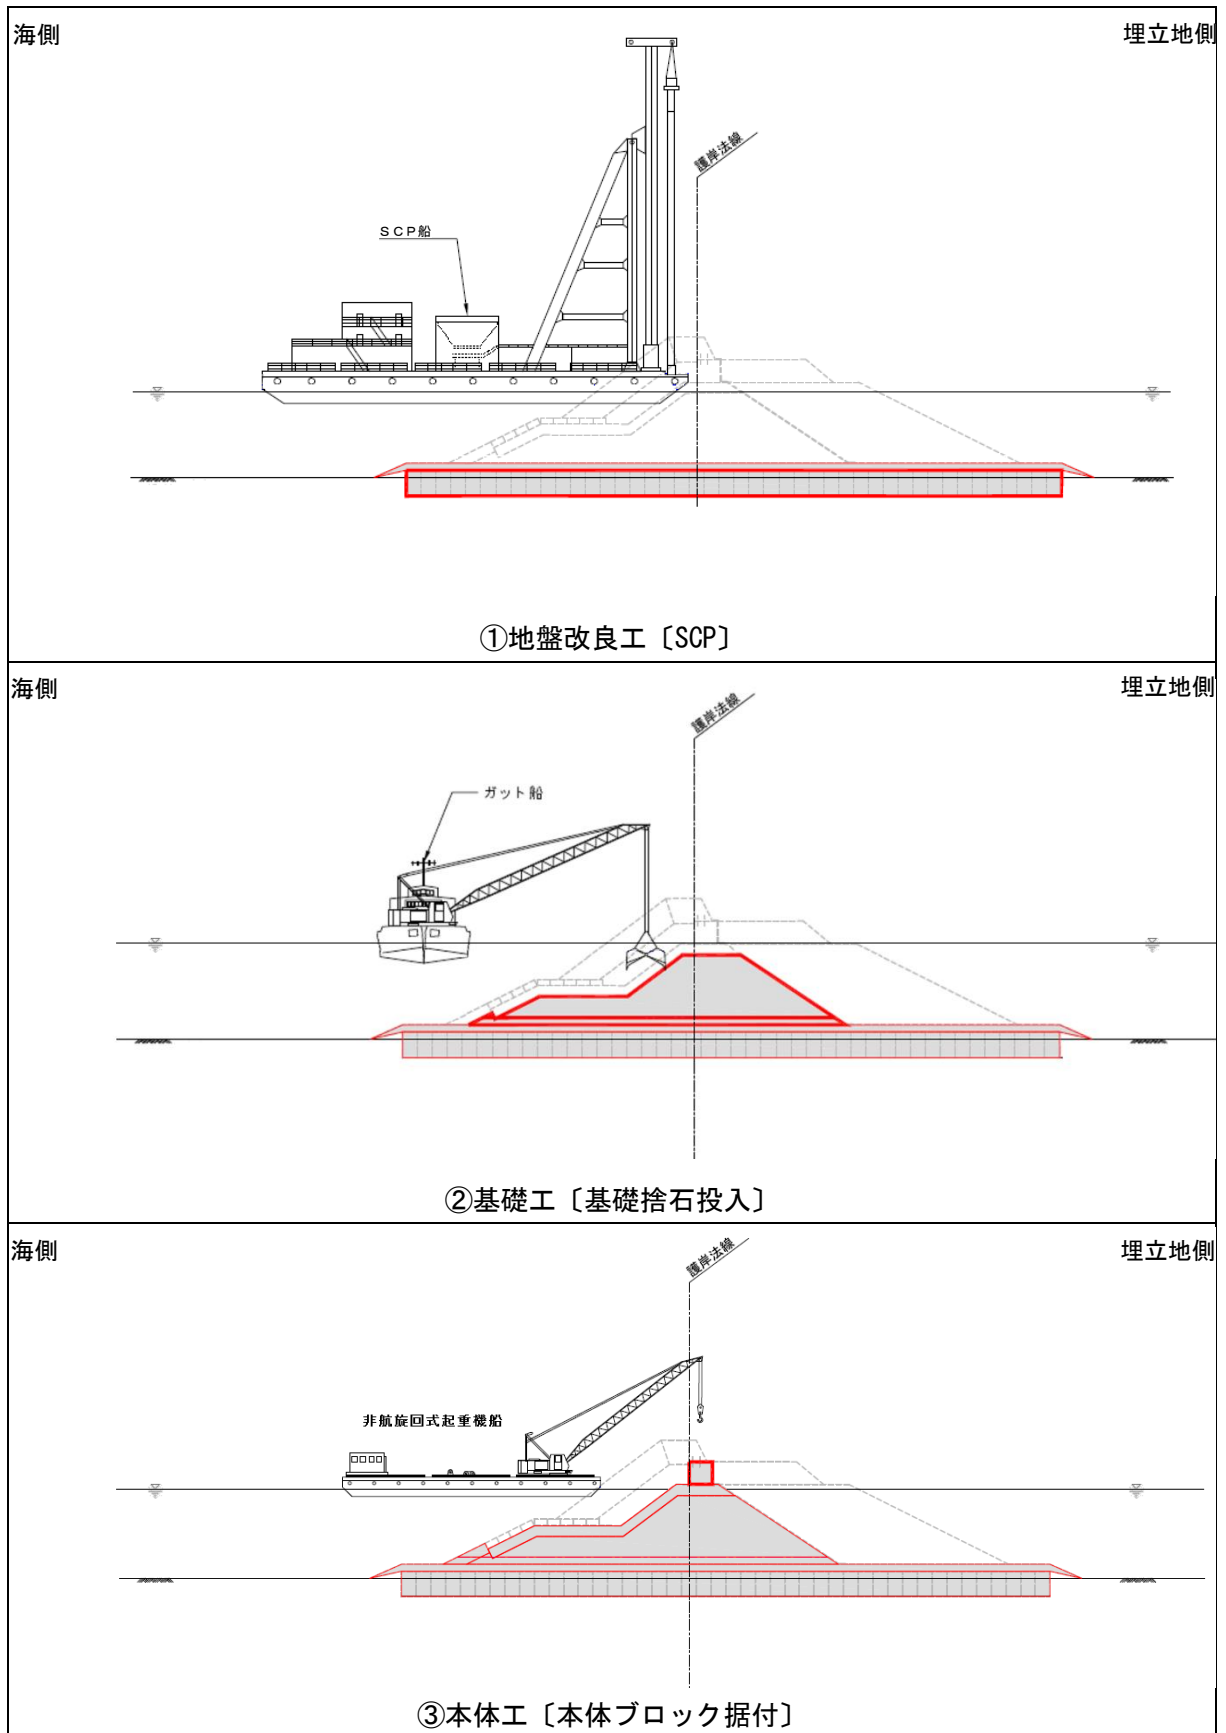 海側
埋立地側
護岸法線
ＳＣＰ船
①地盤改良工〔SCP〕
海側
埋立地側
護岸法線
ガット船
②基礎工〔基礎捨石投入〕
海側
埋立地側
護岸法線
非航旋回式起重機船
③本体工〔本体ブロック据付〕